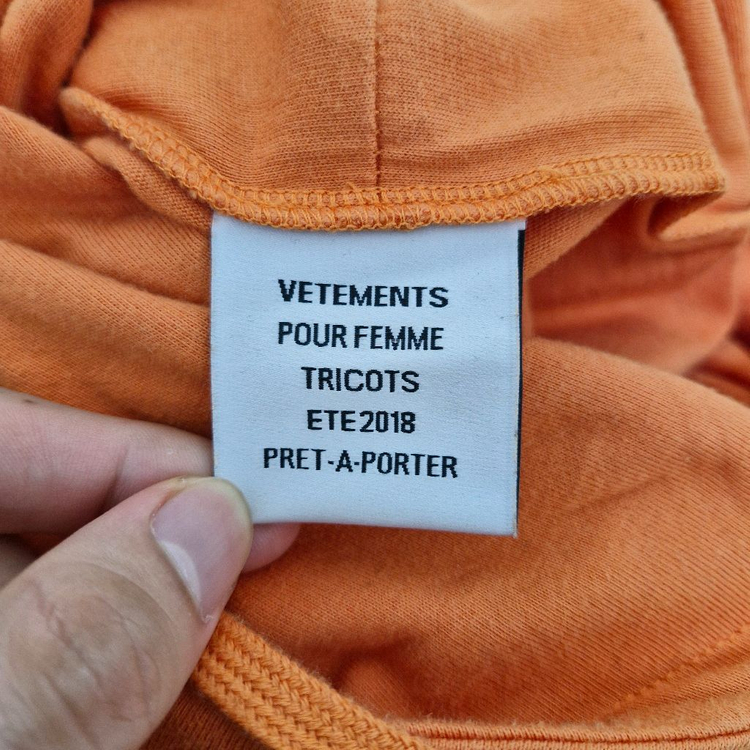 VETEMENTS
POUR FEMME
TRICOTS
ETE 2018
PRET-A-PORTER